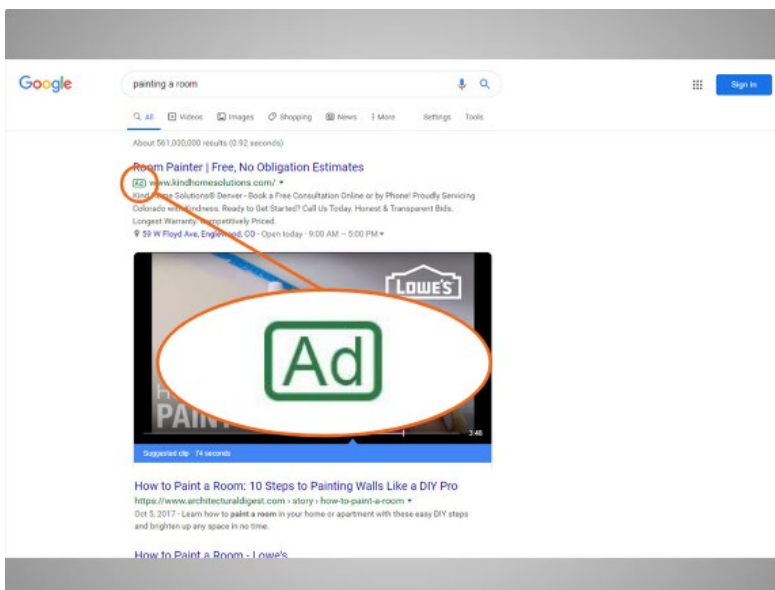 Google
painting a room
Sign in
All Videos Images Shopping News More Settings Tools
About 561,000,000 results (0.92 seconds)
Room Painter | Free, No Obligation Estimates
Ad www.kindhomesolutions.com/
Kind Home Solutions® Denver - Book a Free Consultation Online or by Phone! Proudly Servicing
Colorado with Kindness. Ready to Get Started? Call Us Today. Honest & Transparent Bids.
Longest Warranty. Competitively Priced.
59 W Floyd Ave, Englewood, CO - Open today · 9:00 AM – 5:00 PM
LOWE'S
Ad
PAIN
3:48
Suggested clip · 74 seconds
How to Paint a Room: 10 Steps to Painting Walls Like a DIY Pro
https://www.architecturaldigest.com › story › how-to-paint-a-room
Oct 5, 2017 - Learn how to paint a room in your home or apartment with these easy DIY steps
and brighten up any space in no time.
How to Paint a Room - Lowe's